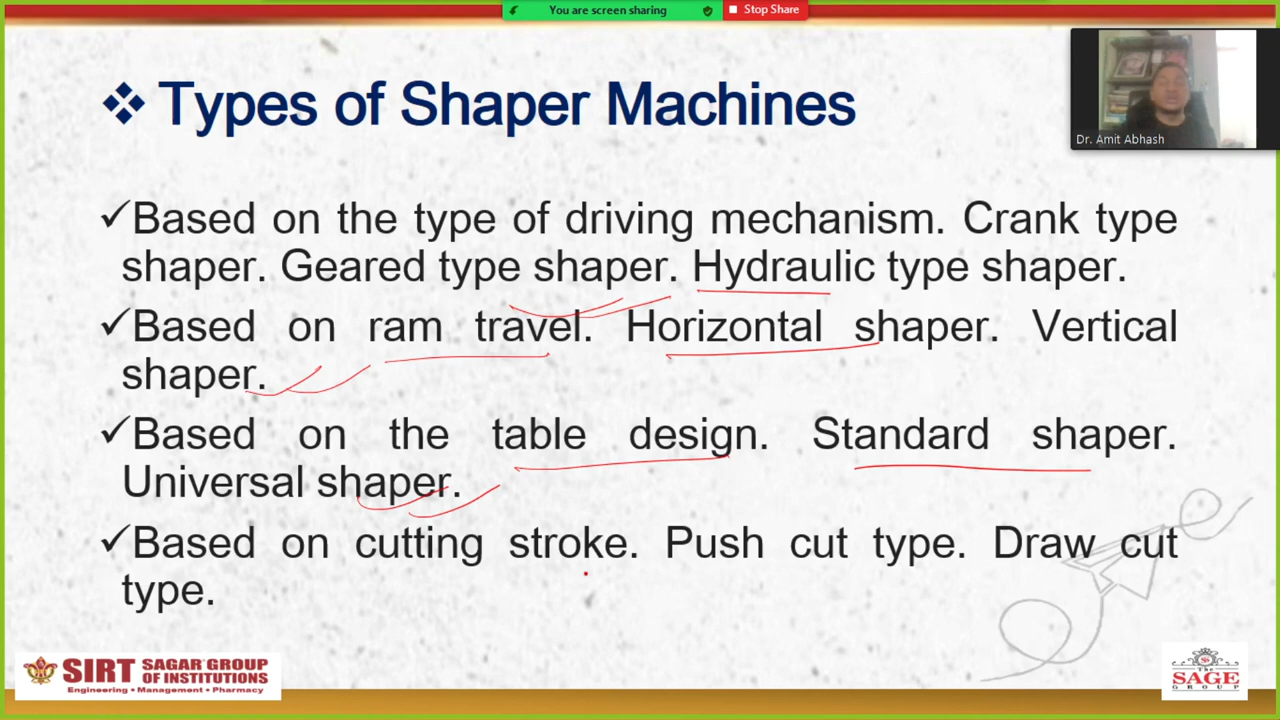 You are screen sharing Stop Share
❖ Types of Shaper Machines
Dr. Amit Abhash
✓Based on the type of driving mechanism. Crank type
shaper. Geared type shaper. Hydraulic type shaper.
✓Based on ram travel. Horizontal shaper. Vertical
shaper.
✓Based on the table design. Standard shaper.
Universal shaper.
✓Based on cutting stroke. Push cut type. Draw cut
type.
SIRT SAGAR GROUP
OF INSTITUTIONS
Engineering • Management • Pharmacy
The
SAGE
GROUP